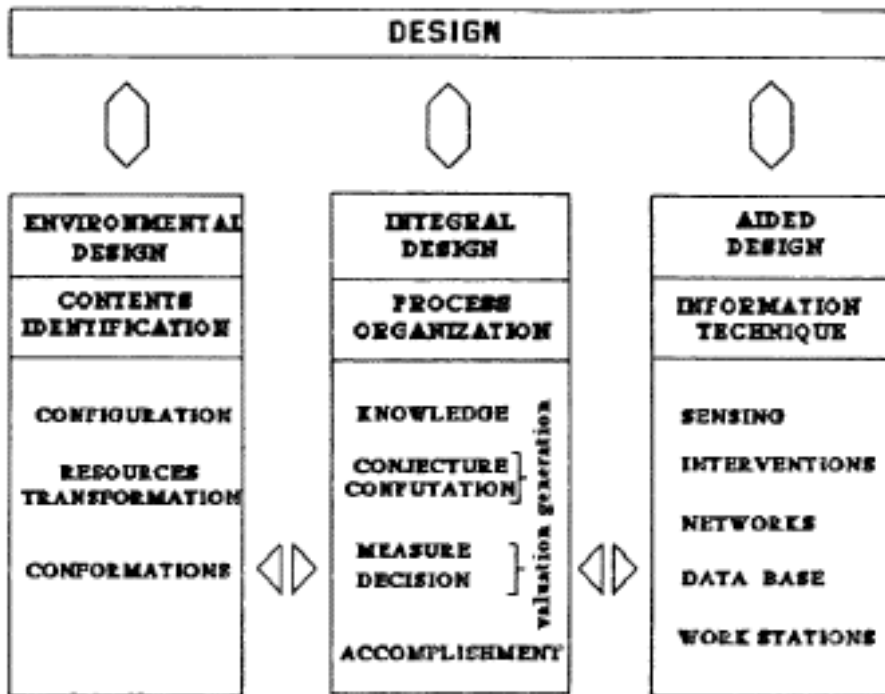 DESIGN
ENVIRONMENTAL
DESIGN
CONTENTS
IDENTIFICATION
CONFIGURATION
RESOURCES
TRANSFORMATION
CONFORMATIONS
INTEGRAL
DESIGN
PROCESS
ORGANIZATION
KNOWLEDGE
CONJECTURE
CONFUTATION
generation
MEASURE
DECISION
valuation
ACCOMPLISHMENT
AIDED
DESIGN
INFORMATION
TECHNIQUE
SENSING
INTERVENTIONS
NETWORKS
DATA BASE
WORK STATIONS